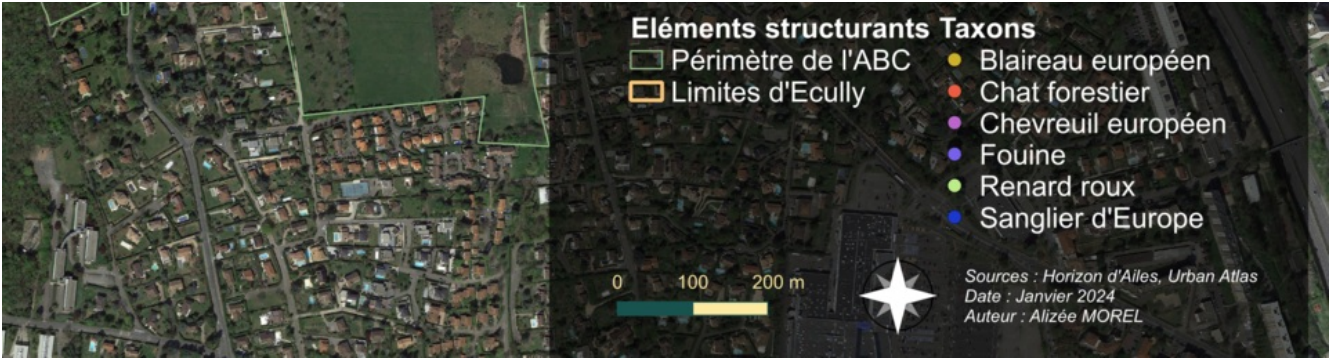 Eléments structurants
Périmètre de l'ABC
Limites d'Ecully
Taxons
Blaireau européen
Chat forestier
Chevreuil européen
Fouine
Renard roux
Sanglier d'Europe
0 100 200 m
Sources : Horizon d'Ailes, Urban Atlas
Date : Janvier 2024
Auteur : Alizée MOREL